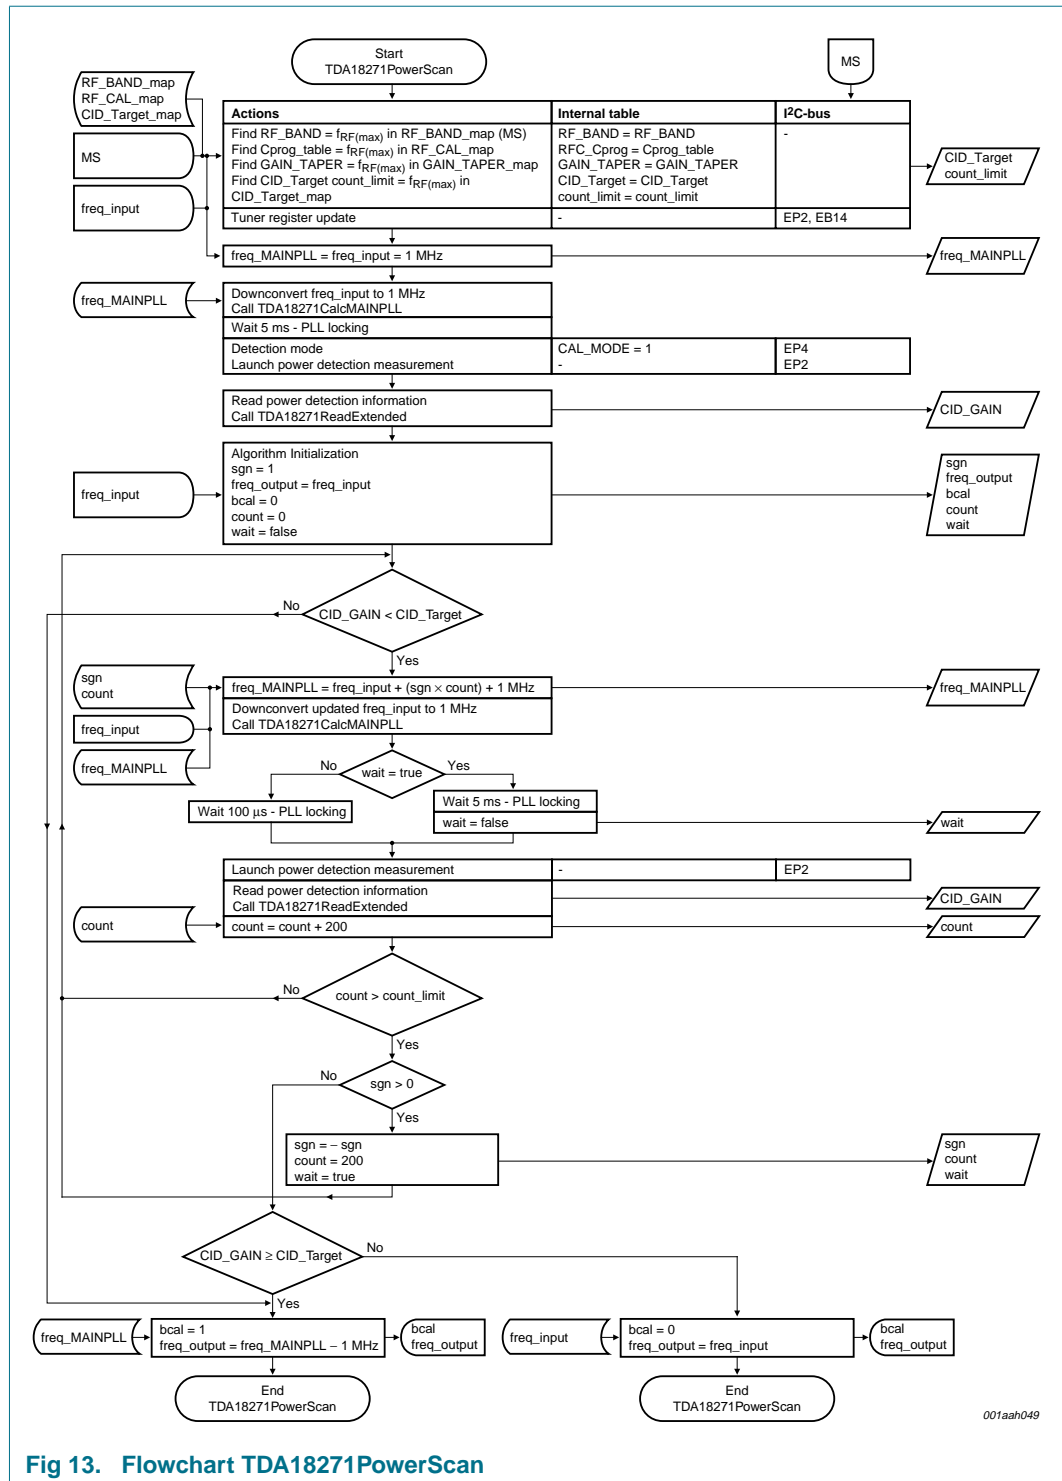 Start
TDA18271PowerScan
MS
RF_BAND_map
RF_CAL_map
CID_Target_map
MS
freq_input
Actions
Internal table
I2C-bus
Find RF_BAND = fRF(max) in RF_BAND_map (MS)
RF_BAND = RF_BAND
-
Find Cprog_table = fRF(max) in RF_CAL_map
RFC_Cprog = Cprog_table
Find GAIN_TAPER = fRF(max) in GAIN_TAPER_map
GAIN_TAPER = GAIN_TAPER
Find CID_Target count_limit = fRF(max) in
CID_Target = CID_Target
CID_Target_map
count_limit = count_limit
CID_Target
count_limit
Tuner register update
-
EP2, EB14
freq_MAINPLL = freq_input = 1 MHz
freq_MAINPLL
freq_MAINPLL
Downconvert freq_input to 1 MHz
Call TDA18271CalcMAINPLL
Wait 5 ms - PLL locking
Detection mode
CAL_MODE = 1
EP4
Launch power detection measurement
-
EP2
Read power detection information
Call TDA18271ReadExtended
CID_GAIN
freq_input
Algorithm Initialization
sgn = 1
freq_output = freq_input
bcal = 0
count = 0
wait = false
sgn
freq_output
bcal
count
wait
No
CID_GAIN < CID_Target
Yes
sgn
count
freq_input
freq_MAINPLL
freq_MAINPLL = freq_input + (sgn × count) + 1 MHz
freq_MAINPLL
Downconvert updated freq_input to 1 MHz
Call TDA18271CalcMAINPLL
No
wait = true
Yes
Wait 100 μs - PLL locking
Wait 5 ms - PLL locking
wait = false
wait
Launch power detection measurement
-
EP2
Read power detection information
Call TDA18271ReadExtended
CID_GAIN
count
count = count + 200
count
No
count > count_limit
Yes
No
sgn > 0
Yes
sgn = – sgn
count = 200
wait = true
sgn
count
wait
CID_GAIN ≥ CID_Target
No
Yes
freq_MAINPLL
bcal = 1
freq_output = freq_MAINPLL – 1 MHz
bcal
freq_output
freq_input
bcal = 0
freq_output = freq_input
bcal
freq_output
End
TDA18271PowerScan
End
TDA18271PowerScan
001aah049
Fig 13. Flowchart TDA18271PowerScan